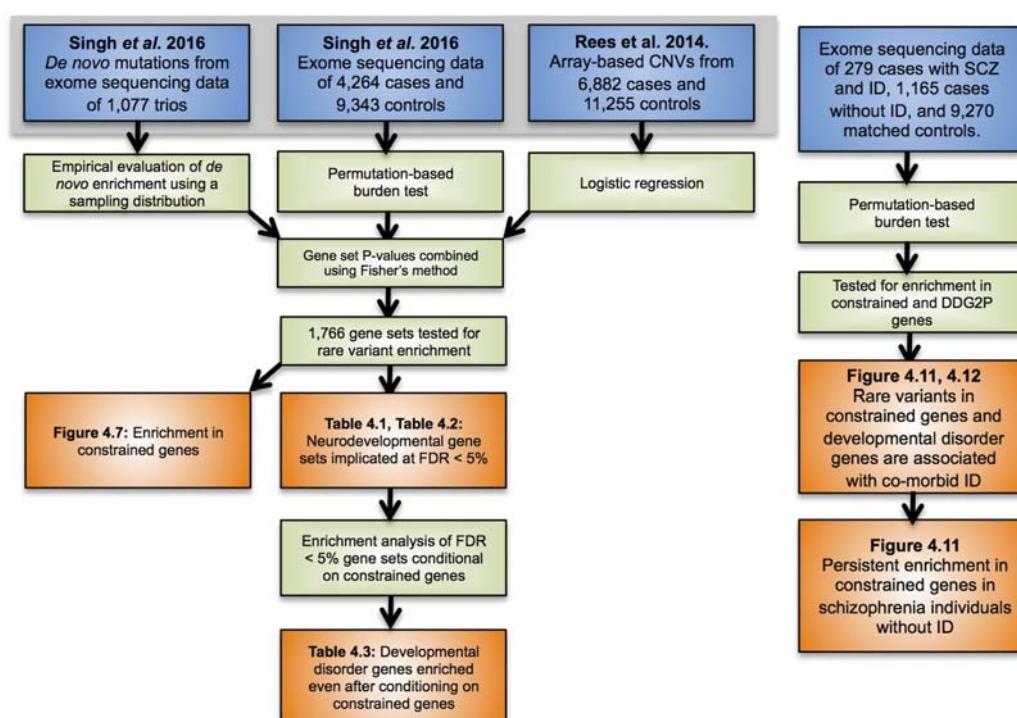 Singh et al. 2016
De novo mutations from
exome sequencing data
of 1,077 trios
Singh et al. 2016
Exome sequencing data
of 4,264 cases and
9,343 controls
Rees et al. 2014.
Array-based CNVs from
6,882 cases and
11,255 controls
Empirical evaluation of de
novo enrichment using a
sampling distribution
Permutation-based
burden test
Logistic regression
Gene set P-values combined
using Fisher's method
1,766 gene sets tested for
rare variant enrichment
Figure 4.7: Enrichment in
constrained genes
Table 4.1, Table 4.2:
Neurodevelopmental gene
sets implicated at FDR < 5%
Enrichment analysis of FDR
< 5% gene sets conditional
on constrained genes
Table 4.3: Developmental
disorder genes enriched
even after conditioning on
constrained genes
Exome sequencing data
of 279 cases with SCZ
and ID, 1,165 cases
without ID, and 9,270
matched controls.
Permutation-based
burden test
Tested for enrichment in
constrained and DDG2P
genes
Figure 4.11, 4.12
Rare variants in
constrained genes and
developmental disorder
genes are associated
with co-morbid ID
Figure 4.11
Persistent enrichment in
constrained genes in
schizophrenia individuals
without ID